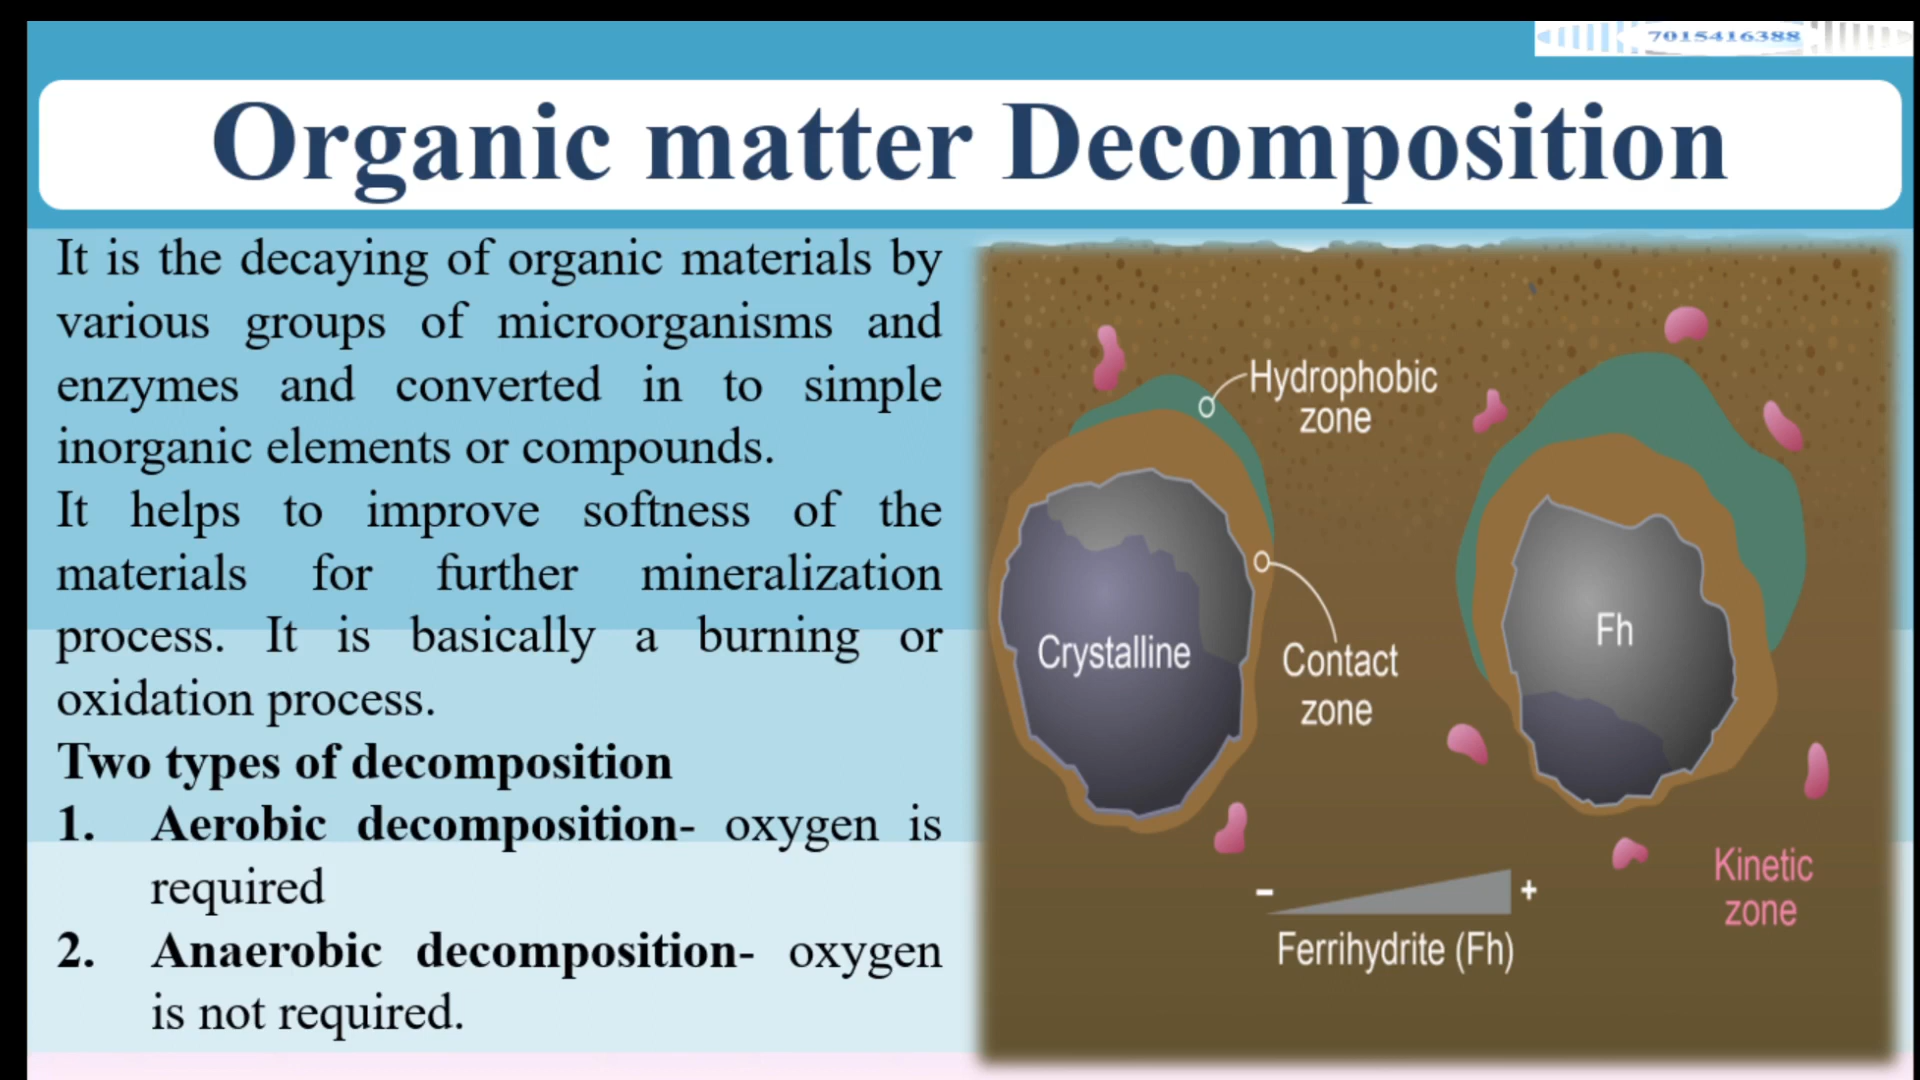 7015416388
Organic matter Decomposition
It is the decaying of organic materials by
various groups of microorganisms and
enzymes and converted in to simple
inorganic elements or compounds.
It helps to improve softness of the
materials for further mineralization
process. It is basically a burning or
oxidation process.
Two types of decomposition
1. Aerobic decomposition- oxygen is
required
2. Anaerobic decomposition- oxygen
is not required.
Hydrophobic
zone
Crystalline
Contact
zone
Fh
Kinetic
zone
- +
Ferrihydrite (Fh)